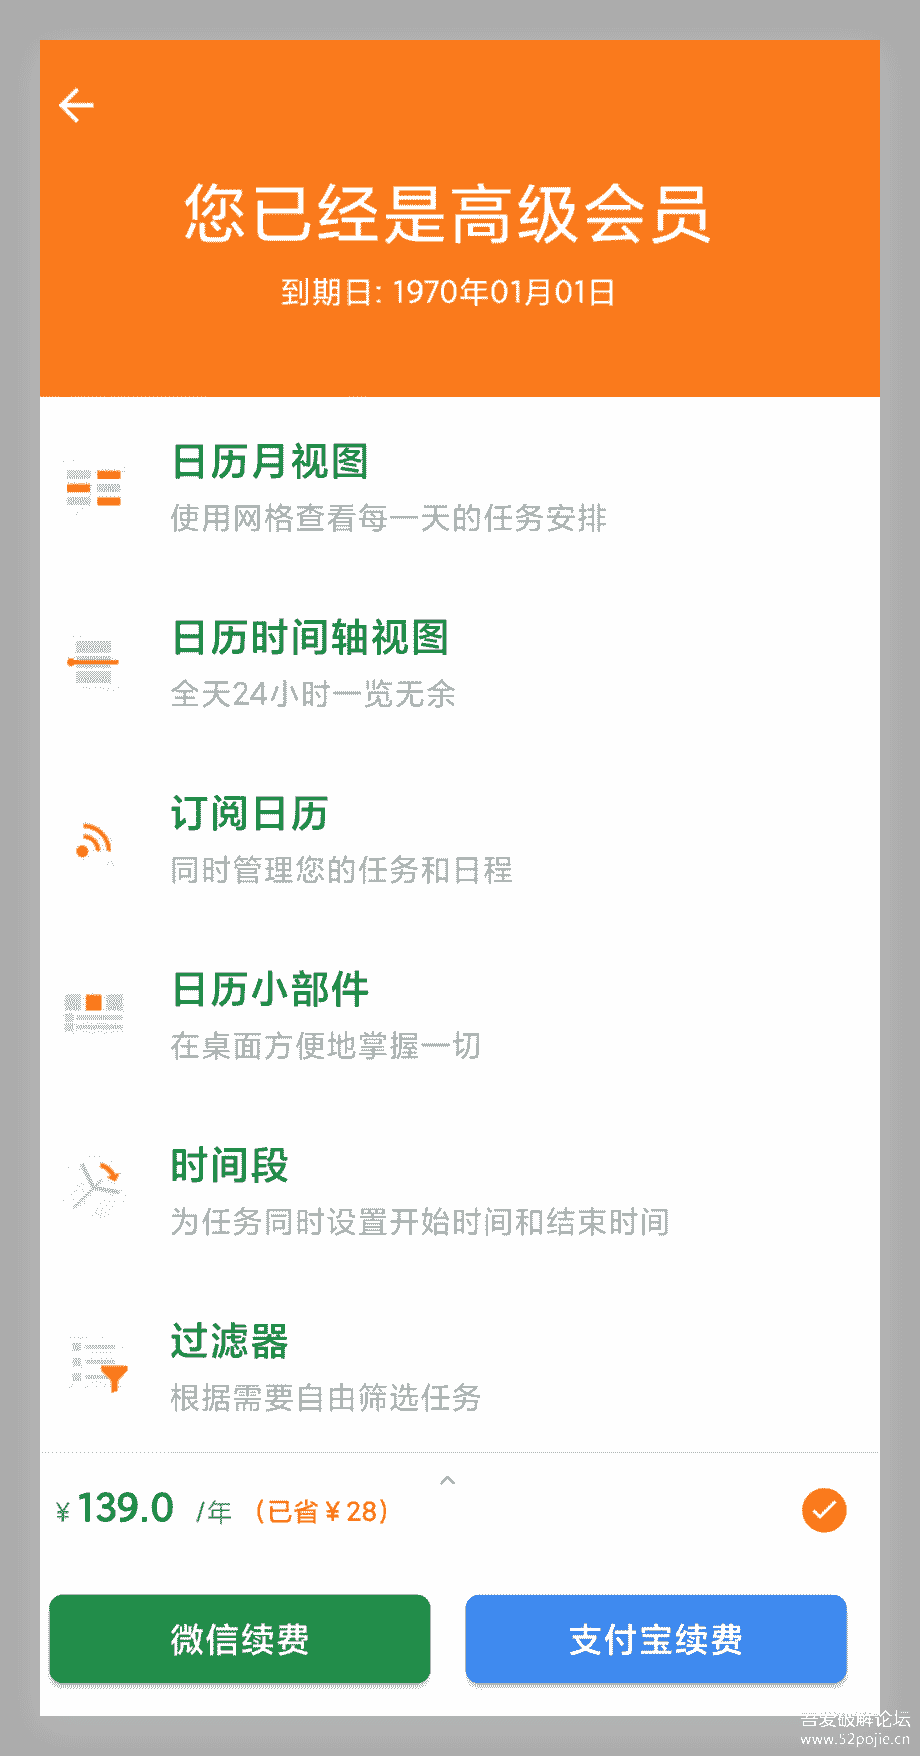 您已经是高级会员
到期日: 1970年01月01日
日历月视图
使用网格查看每一天的任务安排
日历时间轴视图
全天24小时一览无余
订阅日历
同时管理您的任务和日程
日历小部件
在桌面方便地掌握一切
时间段
为任务同时设置开始时间和结束时间
过滤器
根据需要自由筛选任务
¥139.0 /年 (已省¥28)
微信续费 支付宝续费
吾爱破解论坛
www.52pojie.cn